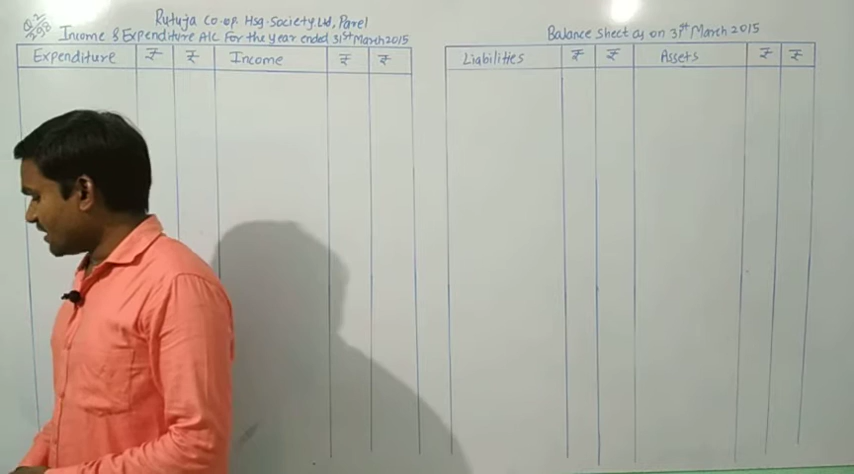 Q.2
Rutuja Co-op. Hsg. Society Ltd, Parel
Income & Expenditure A/C For the year ended 31st March 2015
Expenditure ₹ ₹ Income ₹ ₹
Balance sheet as on 31st March 2015
Liabilities ₹ ₹ Assets ₹ ₹